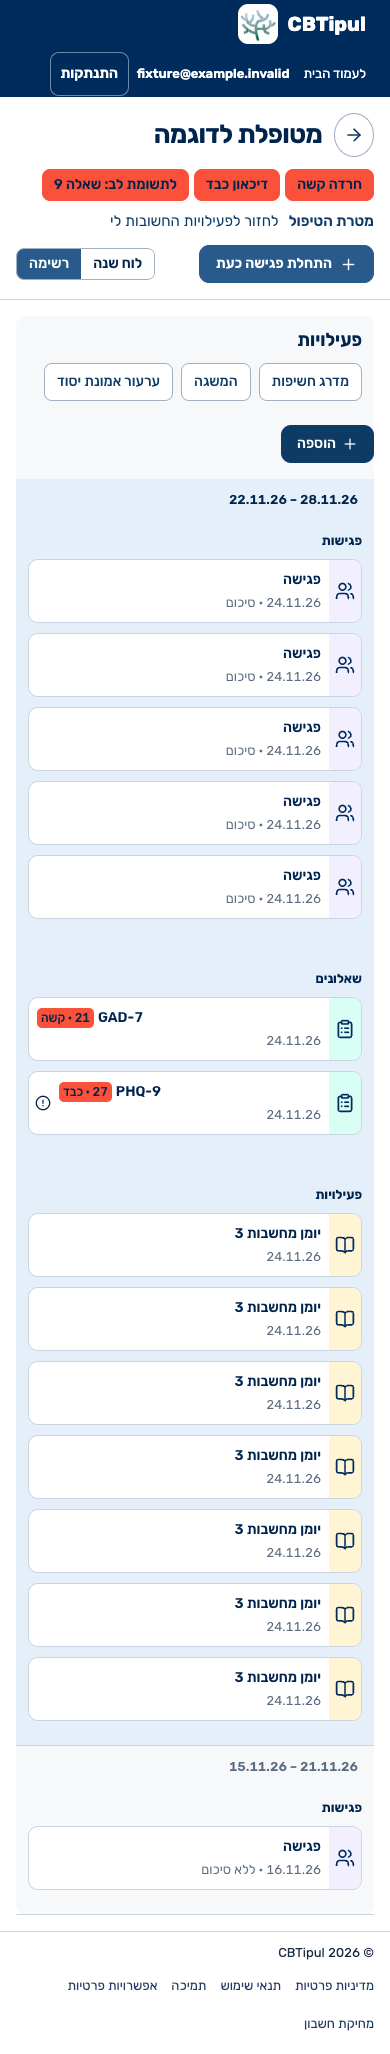 CBTipul
לעמוד הבית fixture@example.invalid התנתקות
מטופלת לדוגמה
חרדה קשה דיכאון כבד לתשומת לב: שאלה 9
מטרת הטיפול לחזור לפעילויות החשובות לי
התחלת פגישה כעת לוח שנה רשימה
פעילויות
מדרג חשיפות המשגה ערעור אמונת יסוד
הוספה
22.11.26 – 28.11.26
פגישות
פגישה
24.11.26 • סיכום
פגישה
24.11.26 • סיכום
פגישה
24.11.26 • סיכום
פגישה
24.11.26 • סיכום
פגישה
24.11.26 • סיכום
שאלונים
GAD-7 21 • קשה
24.11.26
PHQ-9 27 • כבד
24.11.26
פעילויות
יומן מחשבות 3
24.11.26
יומן מחשבות 3
24.11.26
יומן מחשבות 3
24.11.26
יומן מחשבות 3
24.11.26
יומן מחשבות 3
24.11.26
יומן מחשבות 3
24.11.26
יומן מחשבות 3
24.11.26
15.11.26 – 21.11.26
פגישות
פגישה
16.11.26 • ללא סיכום
© 2026 CBTipul
מדיניות פרטיות תנאי שימוש תמיכה אפשרויות פרטיות
מחיקת חשבון